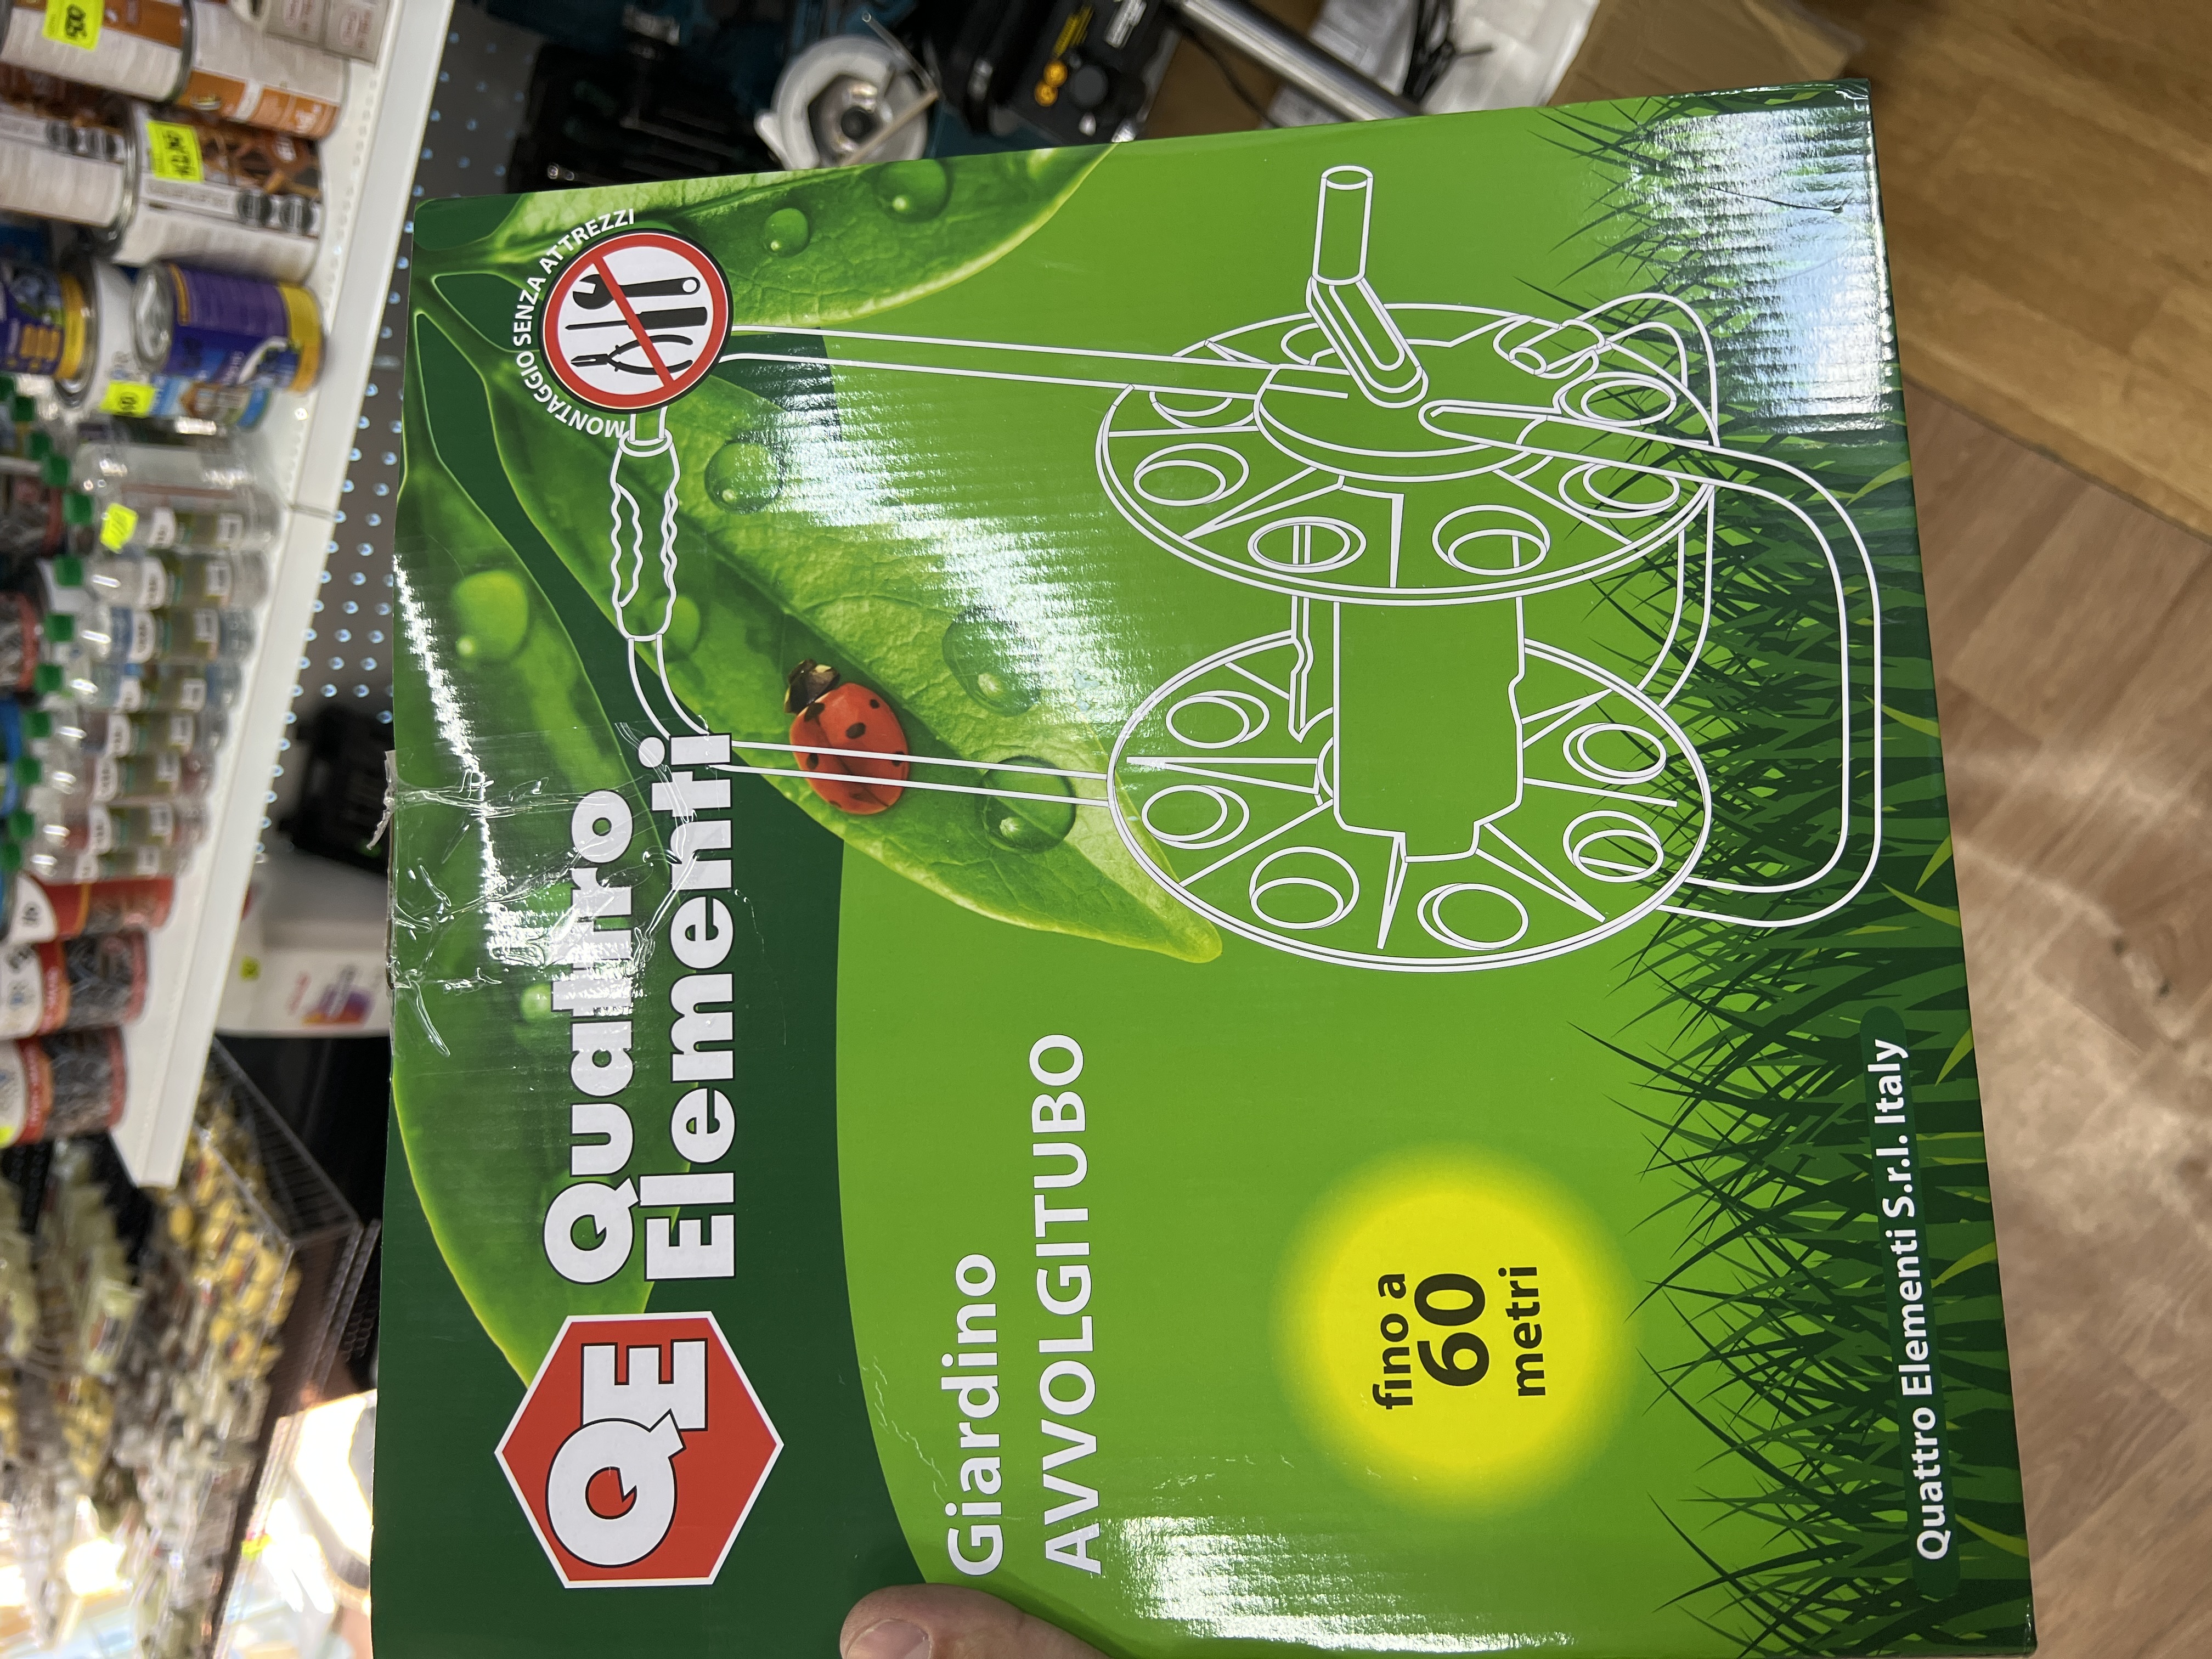 QE
Quattro
Elementi
MONTAGGIO SENZA ATTREZZI
Giardino
AVVOLGITUBO
fino a
60
metri
Quattro Elementi S.r.l. Italy